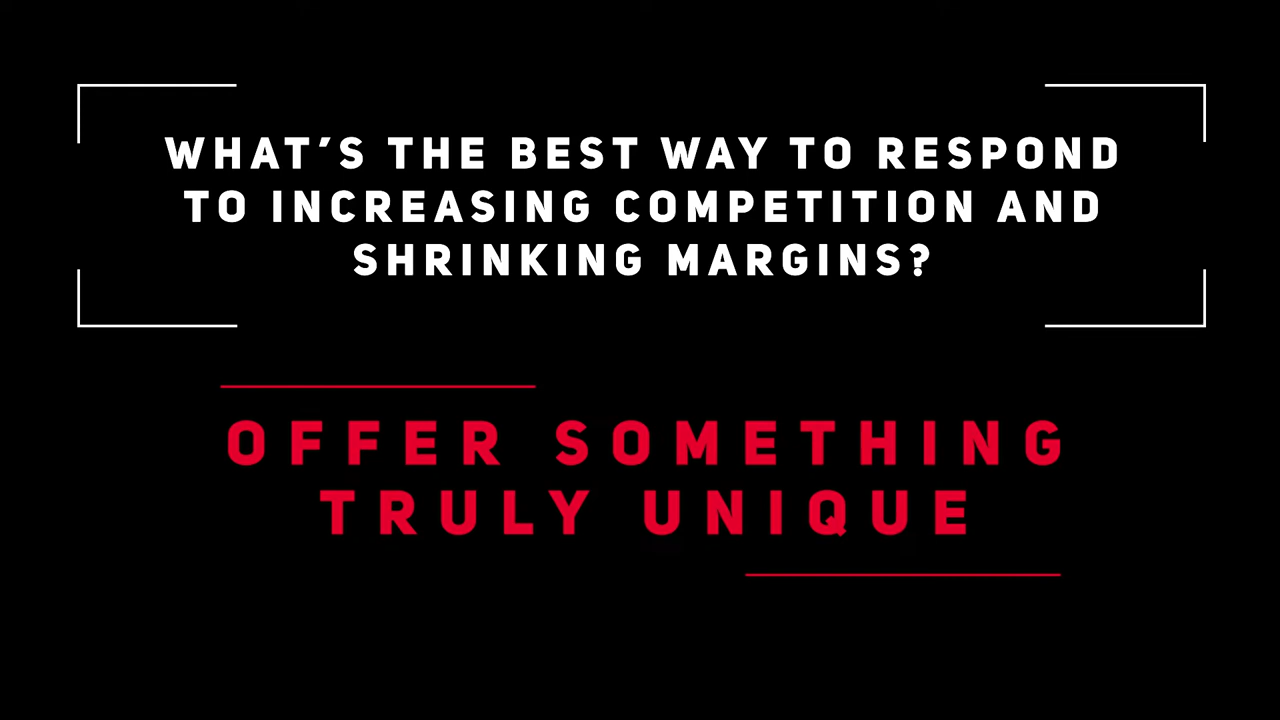 WHAT'S THE BEST WAY TO RESPOND
TO INCREASING COMPETITION AND
SHRINKING MARGINS?
OFFER SOMETHING
TRULY UNIQUE